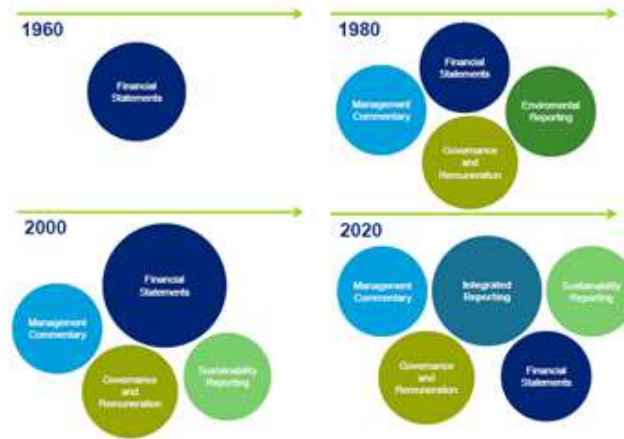 1960
Financial
Statements
1980
Financial
Statements
Management
Commentary
Enviromental
Reporting
Governance
and
Remuneration
2000
Financial
Statements
Management
Commentary
Sustainability
Reporting
Governance
and
Remuneration
2020
Management
Commentary
Integrated
Reporting
Sustainability
Reporting
Governance
and
Remuneration
Financial
Statements